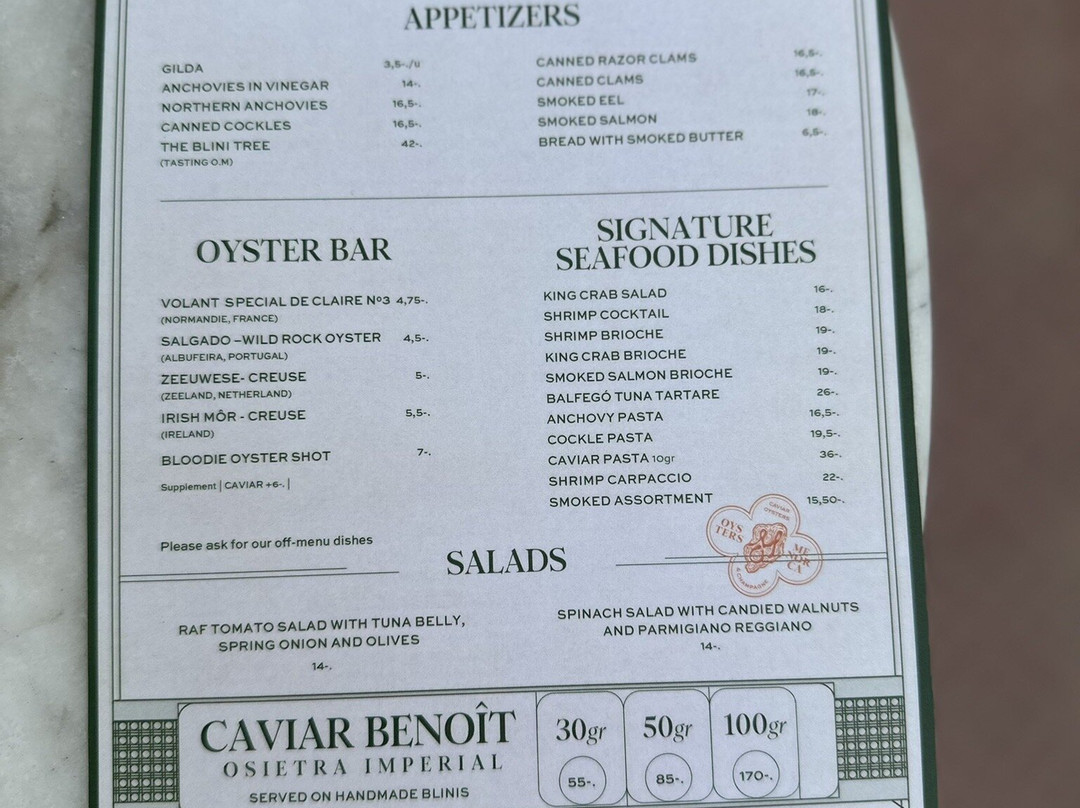 APPETIZERS
GILDA 3,5-./u
ANCHOVIES IN VINEGAR 14-.
NORTHERN ANCHOVIES 16,5-.
CANNED COCKLES 16,5-.
THE BLINI TREE 42-.
(TASTING O.M)
CANNED RAZOR CLAMS 16,5-.
CANNED CLAMS 16,5-.
SMOKED EEL 17-.
SMOKED SALMON 18-.
BREAD WITH SMOKED BUTTER 6,5-.
OYSTER BAR
VOLANT SPECIAL DE CLAIRE Nº3 4,75-.
(NORMANDIE, FRANCE)
SALGADO –WILD ROCK OYSTER 4,5-.
(ALBUFEIRA, PORTUGAL)
ZEEUWESE- CREUSE 5-.
(ZEELAND, NETHERLAND)
IRISH MÔR - CREUSE 5,5-.
(IRELAND)
BLOODIE OYSTER SHOT 7-.
Supplement | CAVIAR +6-. |
Please ask for our off-menu dishes
SIGNATURE
SEAFOOD DISHES
KING CRAB SALAD 16-.
SHRIMP COCKTAIL 18-.
SHRIMP BRIOCHE 19-.
KING CRAB BRIOCHE 19-.
SMOKED SALMON BRIOCHE 19-.
BALFEGÓ TUNA TARTARE 26-.
ANCHOVY PASTA 16,5-.
COCKLE PASTA 19,5-.
CAVIAR PASTA 10gr 36-.
SHRIMP CARPACCIO 22-.
SMOKED ASSORTMENT 15,50-.
CAVIAR
OYSTERS
OYS
TERS
ME
NOR
CA
& CHAMPAGNE
SALADS
RAF TOMATO SALAD WITH TUNA BELLY,
SPRING ONION AND OLIVES
14-.
SPINACH SALAD WITH CANDIED WALNUTS
AND PARMIGIANO REGGIANO
14-.
CAVIAR BENOÎT
OSIETRA IMPERIAL
SERVED ON HANDMADE BLINIS
30gr 50gr 100gr
55-. 85-. 170-.